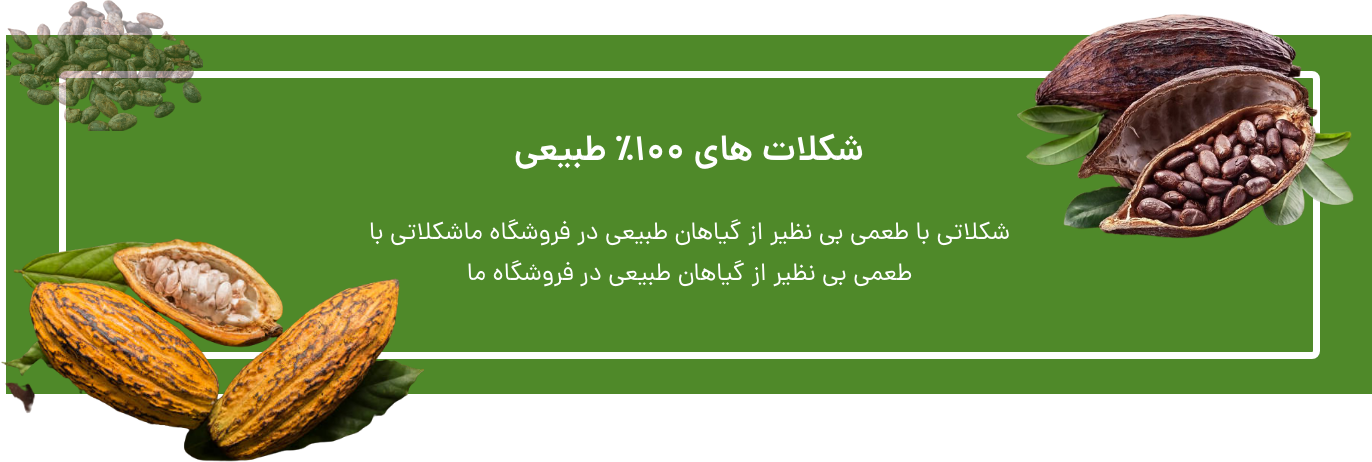 شکلات های ۱۰۰٪ طبیعی
شکلاتی با طعمی بی نظیر از گیاهان طبیعی در فروشگاه ماشکلاتی با
طعمی بی نظیر از گیاهان طبیعی در فروشگاه ما